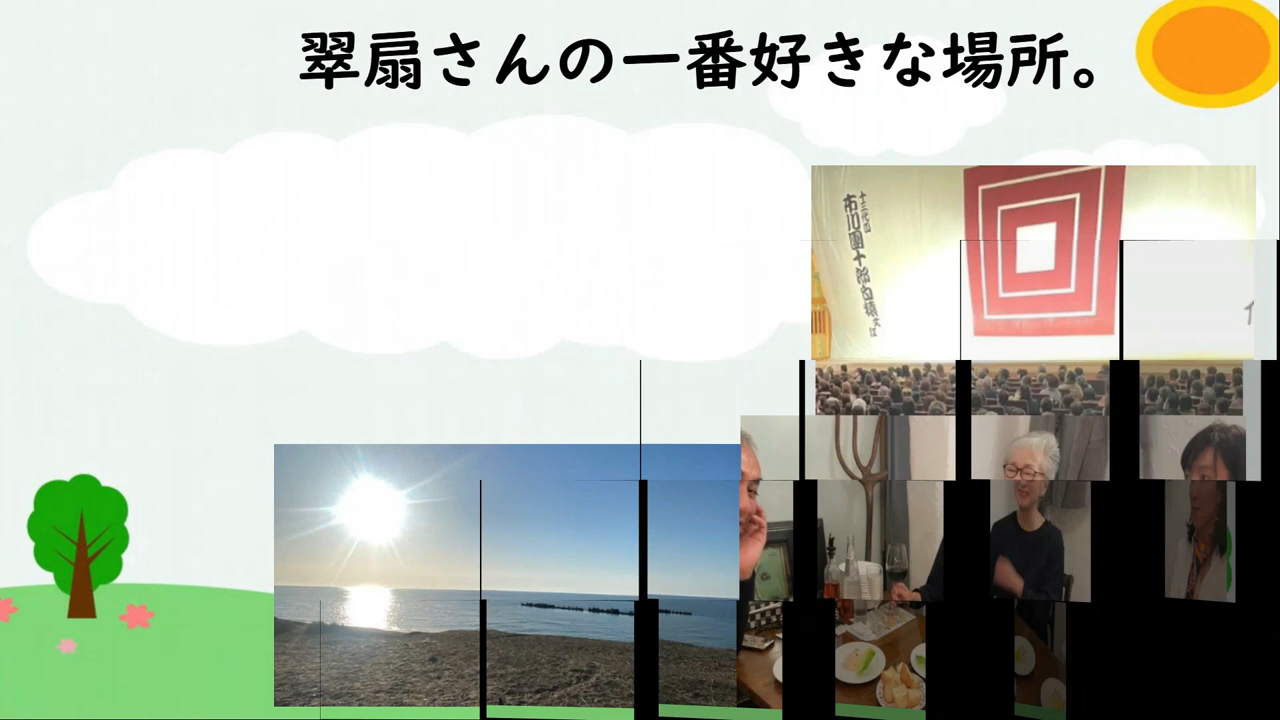 翠扇さんの一番好きな場所。
十三代目
市川團十郎白猿